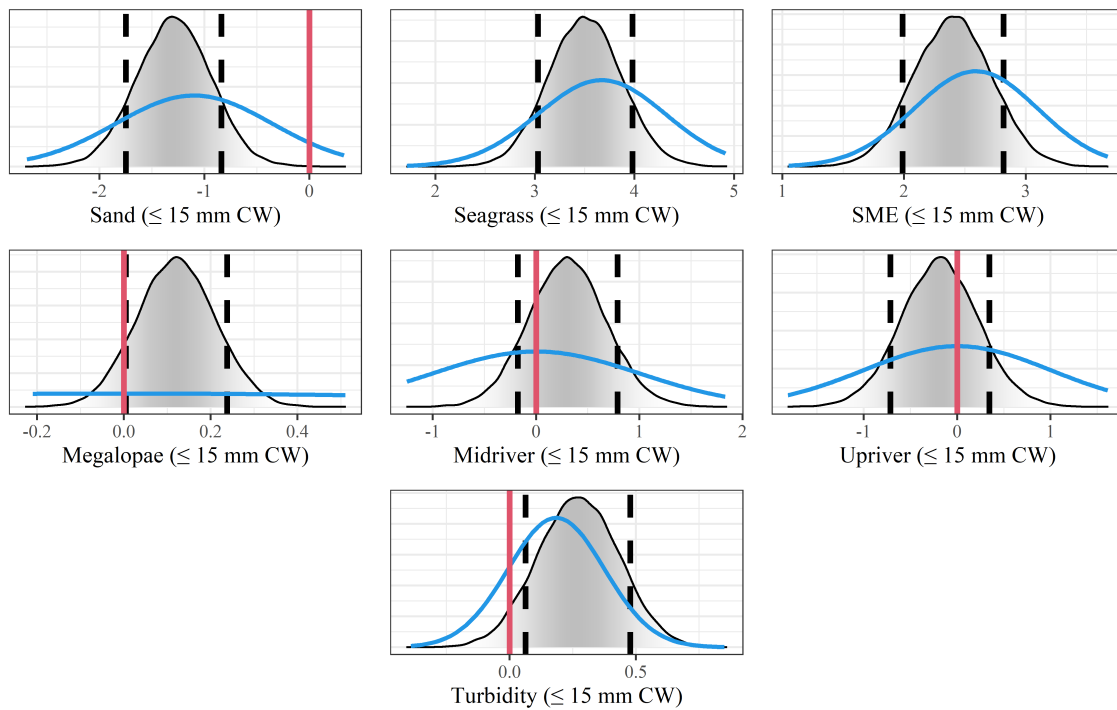 -2 -1 0
Sand (≤ 15 mm CW)
2 3 4 5
Seagrass (≤ 15 mm CW)
1 2 3
SME (≤ 15 mm CW)
-0.2 0.0 0.2 0.4
Megalopae (≤ 15 mm CW)
-1 0 1 2
Midriver (≤ 15 mm CW)
-1 0 1
Upriver (≤ 15 mm CW)
0.0 0.5
Turbidity (≤ 15 mm CW)